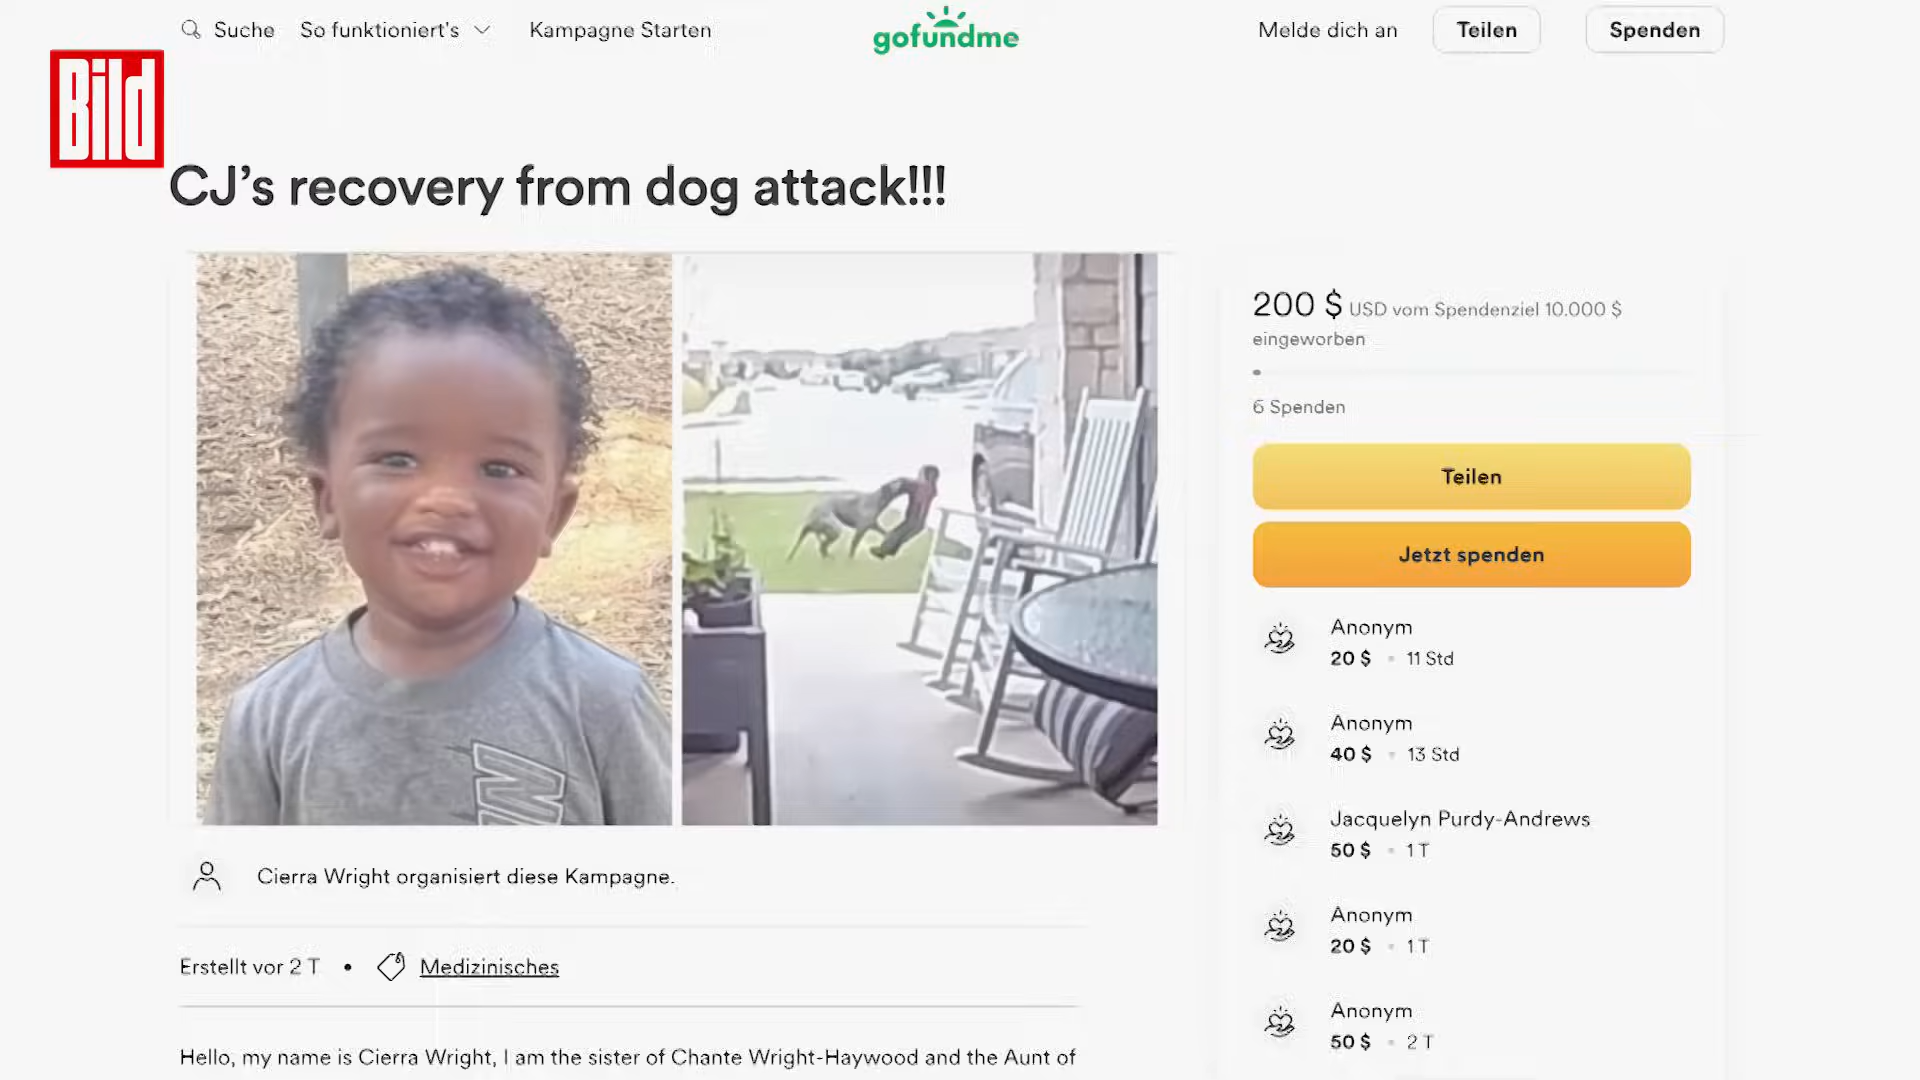 Suche
So funktioniert's
Kampagne Starten
gofundme
Melde dich an
Teilen
Spenden
Bild
CJ’s recovery from dog attack!!!
200 $ USD vom Spendenziel 10.000 $
eingeworben
6 Spenden
Teilen
Jetzt spenden
Anonym
20 $ • 11 Std
Anonym
40 $ • 13 Std
Jacquelyn Purdy-Andrews
50 $ • 1 T
Anonym
20 $ • 1 T
Anonym
50 $ • 2 T
Cierra Wright organisiert diese Kampagne.
Erstellt vor 2 T • Medizinisches
Hello, my name is Cierra Wright, I am the sister of Chante Wright-Haywood and the Aunt of